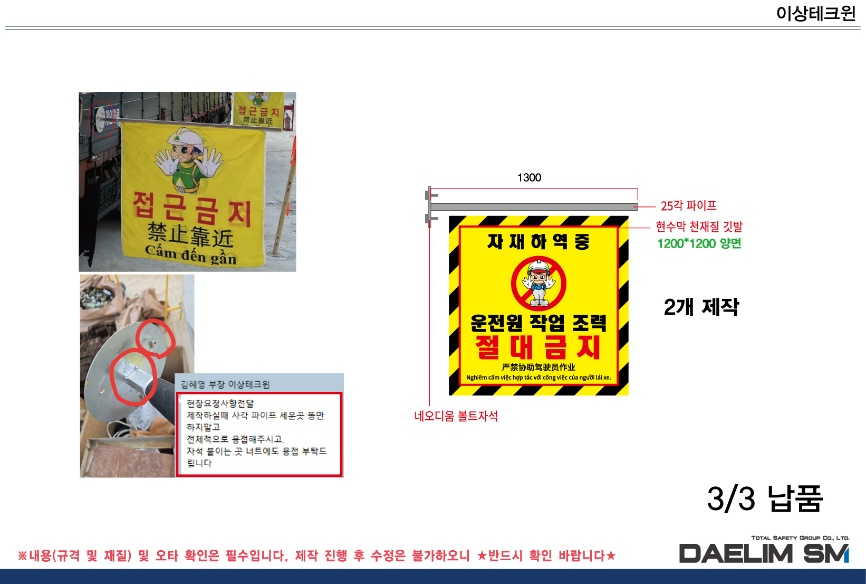 이상테크윈
접근금지
禁止靠近
접근금지
禁止靠近
Cấm đến gần
김혜영 부장 이상테크윈
현장요청사항전달
제작하실때 사각 파이프 세운곳 뚱만
하지말고
전체적으로 용접해주시고.
자석 붙이는 곳 너트에도 용접 부탁드
립니다
1300
25각 파이프
현수막 천재질 깃발
1200*1200 양면
자재하역중
운전원 작업 조력
절대금지
严禁协助驾驶员作业
Nghiêm cấm việc hợp tác với công việc của người lái xe.
2개 제작
네오디움 볼트자석
3/3 납품
※내용(규격 및 재질) 및 오타 확인은 필수입니다. 제작 진행 후 수정은 불가하오니 ★반드시 확인 바랍니다★
TOTAL SAFETY GROUP CO., LTD.
DAELIM SM